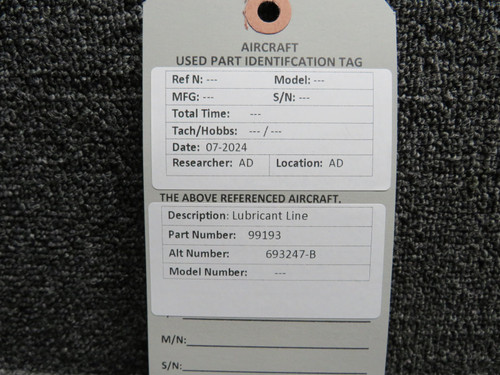 AIRCRAFT
USED PART IDENTIFCATION TAG
Ref N: --- Model: ---
MFG: --- S/N: ---
Total Time: ---
Tach/Hobbs: --- / ---
Date: 07-2024
Researcher: AD Location: AD
THE ABOVE REFERENCED AIRCRAFT.
Description: Lubricant Line
Part Number: 99193
Alt Number: 693247-B
Model Number: ---
M/N:
S/N: